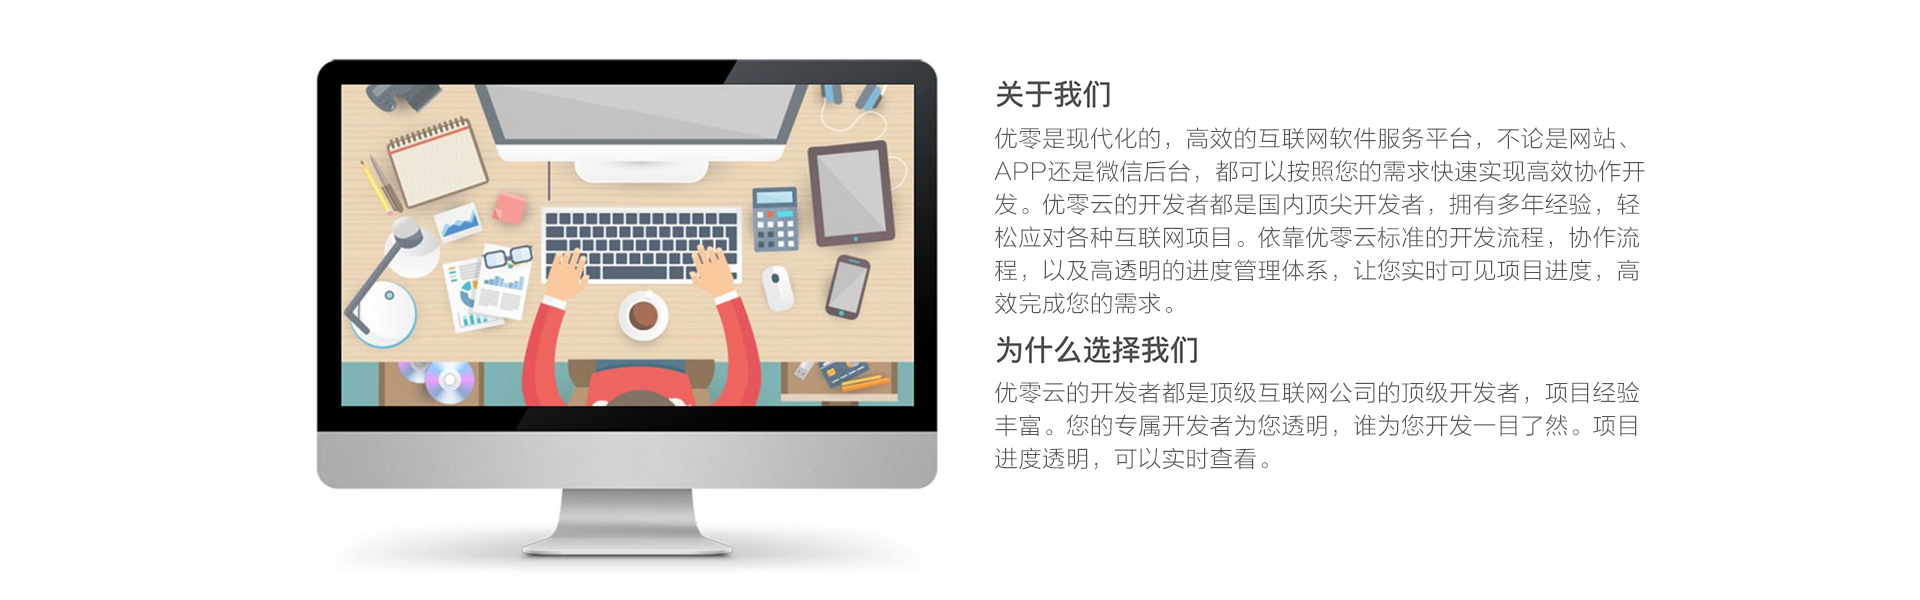 关于我们
优零是现代化的，高效的互联网软件服务平台，不论是网站、
APP还是微信后台，都可以按照您的需求快速实现高效协作开
发。优零云的开发者都是国内顶尖开发者，拥有多年经验，轻
松应对各种互联网项目。依靠优零云标准的开发流程，协作流
程，以及高透明的进度管理体系，让您实时可见项目进度，高
效完成您的需求。
为什么选择我们
优零云的开发者都是顶级互联网公司的顶级开发者，项目经验
丰富。您的专属开发者为您透明，谁为您开发一目了然。项目
进度透明，可以实时查看。